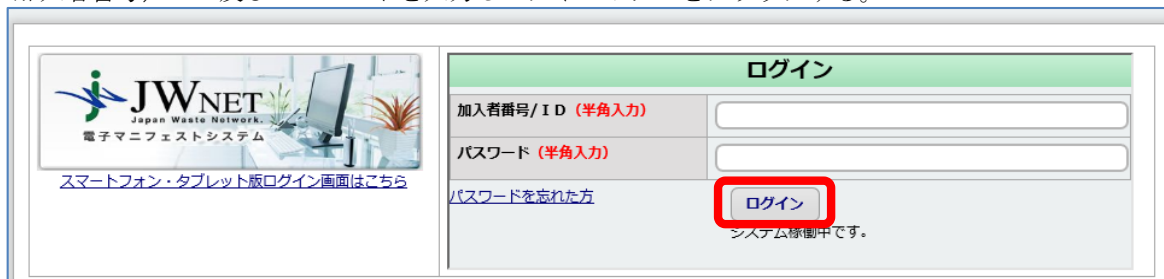 JWNET
Japan Waste Network.
電子マニフェストシステム
スマートフォン・タブレット版ログイン画面はこちら
ログイン
加入者番号/ＩＤ（半角入力）
パスワード（半角入力）
パスワードを忘れた方
ログイン
システム稼働中です。